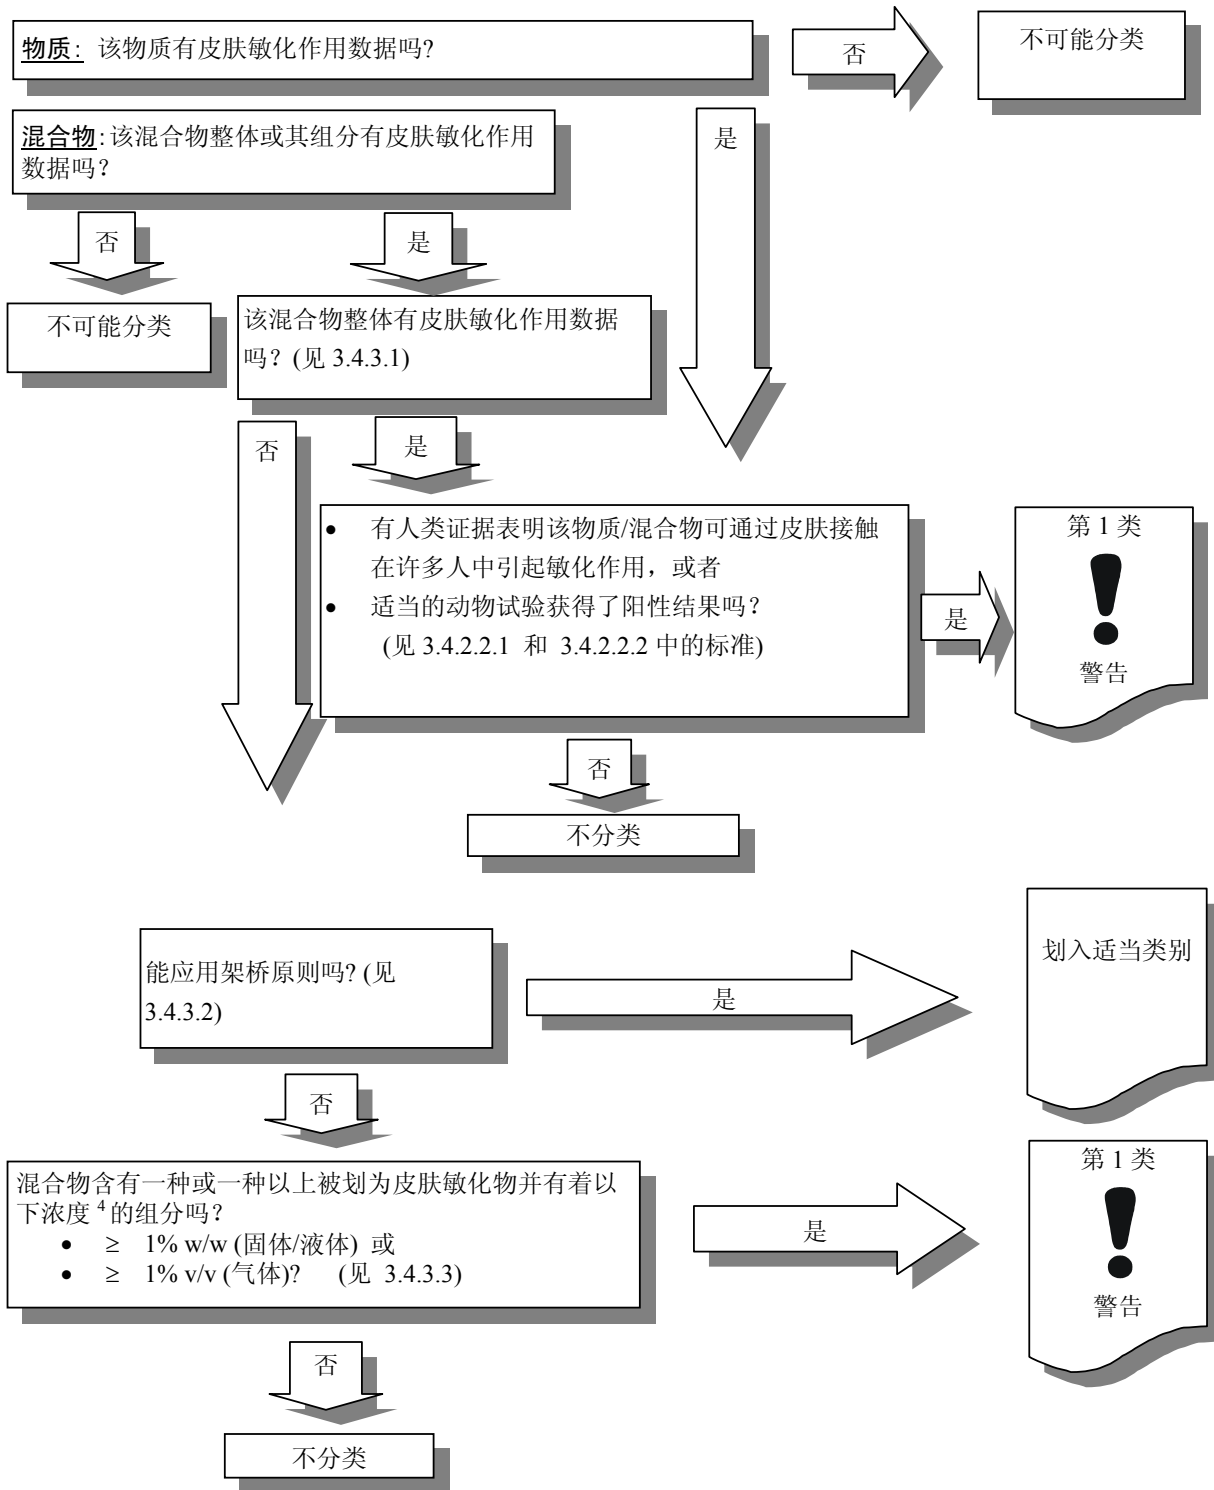 物质: 该物质有皮肤敏化作用数据吗?
否
不可能分类
混合物:该混合物整体或其组分有皮肤敏化作用
数据吗？
是
否
是
不可能分类
该混合物整体有皮肤敏化作用数据
吗？(见 3.4.3.1)
否
是
• 有人类证据表明该物质/混合物可通过皮肤接触
在许多人中引起敏化作用，或者
• 适当的动物试验获得了阳性结果吗？
(见 3.4.2.2.1 和 3.4.2.2.2 中的标准)
是
第 1 类
警告
否
不分类
能应用架桥原则吗? (见
3.4.3.2)
是
划入适当类别
否
混合物含有一种或一种以上被划为皮肤敏化物并有着以
下浓度 4 的组分吗？
• ≥ 1% w/w (固体/液体) 或
• ≥ 1% v/v (气体)? (见 3.4.3.3)
是
第 1 类
警告
否
不分类